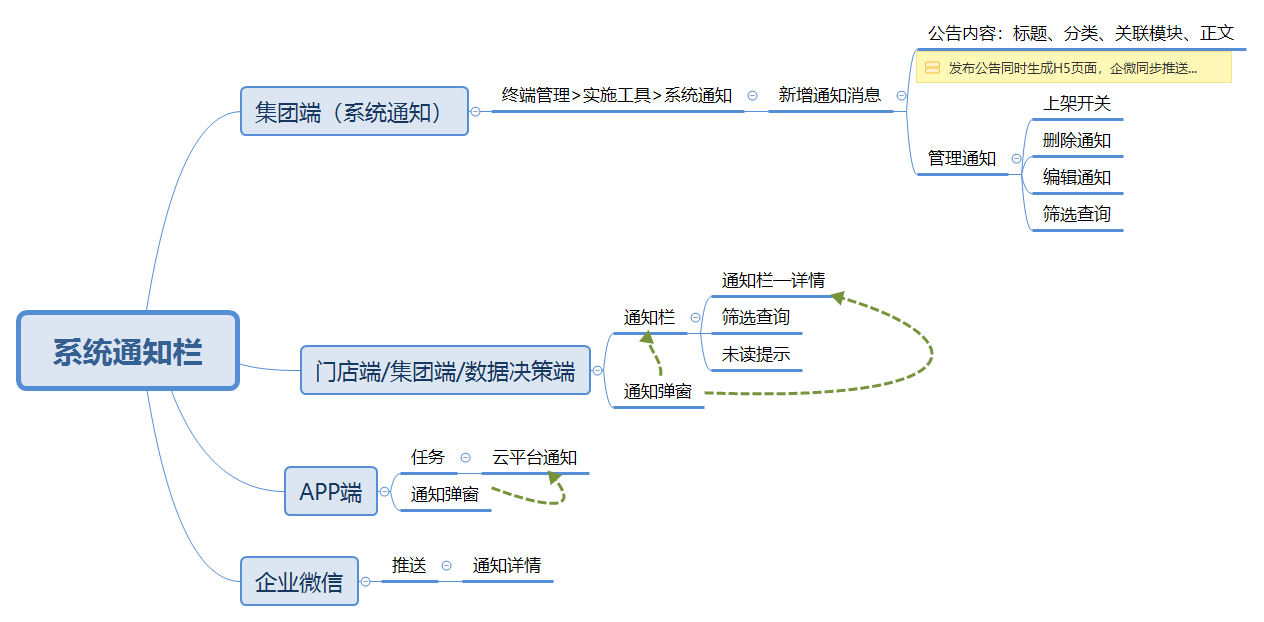 系统通知栏
集团端（系统通知）
终端管理>实施工具>系统通知
新增通知消息
公告内容：标题、分类、关联模块、正文
发布公告同时生成H5页面，企微同步推送...
管理通知
上架开关
删除通知
编辑通知
筛选查询
门店端/集团端/数据决策端
通知栏
通知栏—详情
筛选查询
未读提示
通知弹窗
APP端
任务
云平台通知
通知弹窗
企业微信
推送
通知详情